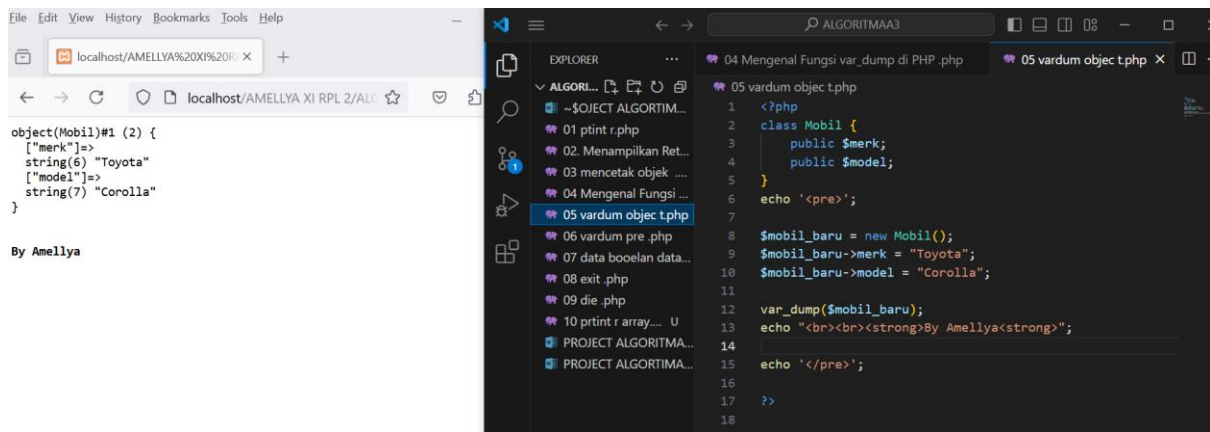 File Edit View History Bookmarks Tools Help
localhost/AMELLYA%20XI%20R
localhost/AMELLYA XI RPL 2/ALG
object(Mobil)#1 (2) {
["merk"]=>
string(6) "Toyota"
["model"]=>
string(7) "Corolla"
}
By Amellya
ALGORITMAA3
EXPLORER
ALGORI...
~$OJECT ALGORTIM...
01 ptint r.php
02. Menampilkan Ret...
03 mencetak objek ....
04 Mengenal Fungsi ...
05 vardum objec t.php
06 vardum pre .php
07 data booelan data...
08 exit .php
09 die .php
10 prtint r array.... U
PROJECT ALGORITMA...
PROJECT ALGORTIMA...
1
04 Mengenal Fungsi var_dump di PHP .php
05 vardum objec t.php
05 vardum objec t.php
1 <?php
2 class Mobil {
3 public $merk;
4 public $model;
5 }
6 echo '<pre>';
7
8 $mobil_baru = new Mobil();
9 $mobil_baru->merk = "Toyota";
10 $mobil_baru->model = "Corolla";
11
12 var_dump($mobil_baru);
13 echo "<br><br><strong>By Amellya<strong>";
14
15 echo '</pre>';
16
17 ?>
18